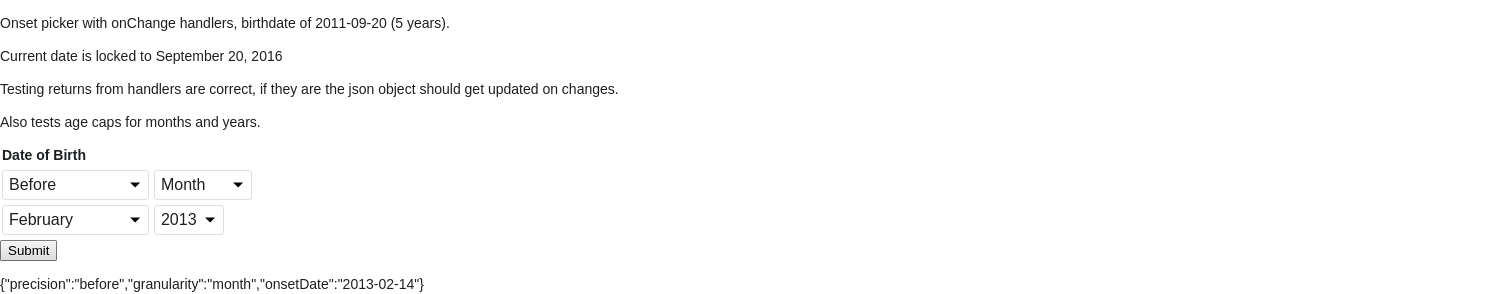 Onset picker with onChange handlers, birthdate of 2011-09-20 (5 years).
Current date is locked to September 20, 2016
Testing returns from handlers are correct, if they are the json object should get updated on changes.
Also tests age caps for months and years.
Date of Birth
Before Month
February 2013
Submit
{"precision":"before","granularity":"month","onsetDate":"2013-02-14"}